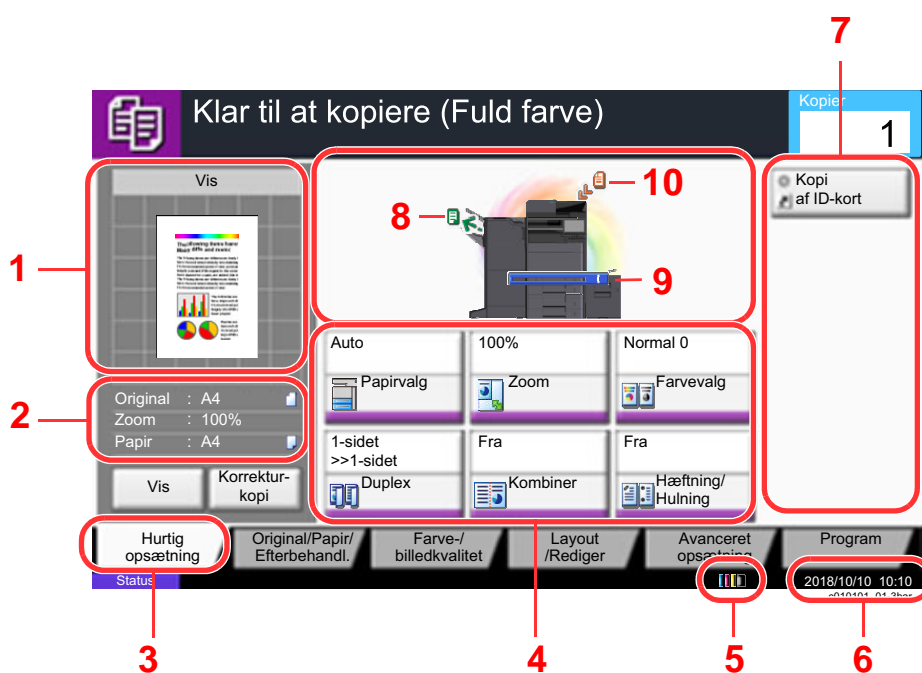 7
Klar til at kopiere (Fuld farve)
Kopier
1
Vis
8
10
9
Kopi
af ID-kort
1
2
Original : A4
Zoom : 100%
Papir : A4
Vis
Korrektur-
kopi
Auto
Papirvalg
100%
Zoom
Normal 0
Farvevalg
1-sidet
>>1-sidet
Duplex
Fra
Kombiner
Fra
Hæftning/
Hulning
Hurtig
opsætning
Original/Papir/
Efterbehandl.
Farve-/
billedkvalitet
Layout
/Rediger
Avanceret
opsætning
Program
Status
2018/10/10 10:10
3
4
5
6